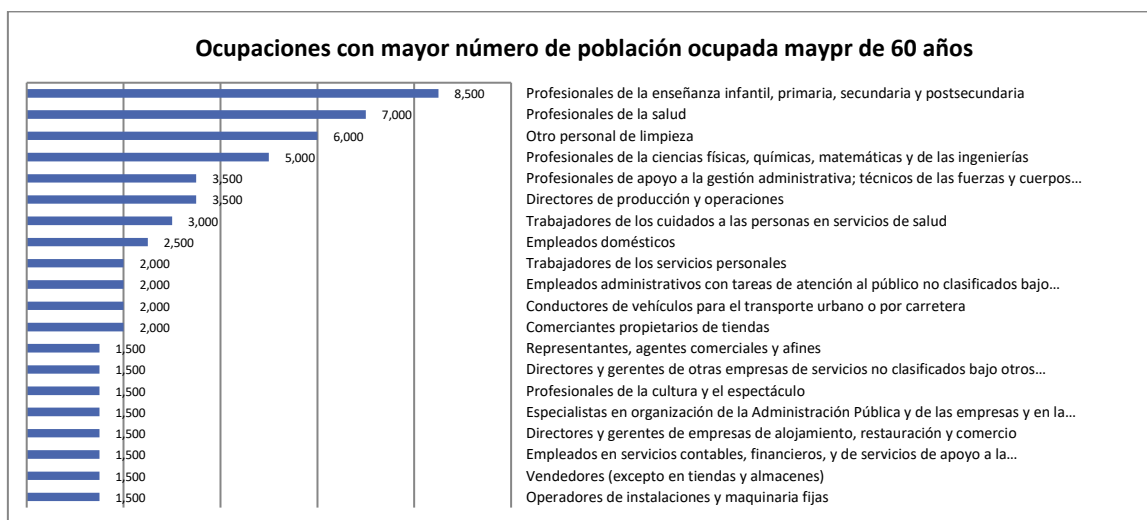 Ocupaciones con mayor número de población ocupada maypr de 60 años
8,500 Profesionales de la enseñanza infantil, primaria, secundaria y postsecundaria
7,000 Profesionales de la salud
6,000 Otro personal de limpieza
5,000 Profesionales de la ciencias físicas, químicas, matemáticas y de las ingenierías
3,500 Profesionales de apoyo a la gestión administrativa; técnicos de las fuerzas y cuerpos…
3,500 Directores de producción y operaciones
3,000 Trabajadores de los cuidados a las personas en servicios de salud
2,500 Empleados domésticos
2,000 Trabajadores de los servicios personales
2,000 Empleados administrativos con tareas de atención al público no clasificados bajo…
2,000 Conductores de vehículos para el transporte urbano o por carretera
2,000 Comerciantes propietarios de tiendas
1,500 Representantes, agentes comerciales y afines
1,500 Directores y gerentes de otras empresas de servicios no clasificados bajo otros…
1,500 Profesionales de la cultura y el espectáculo
1,500 Especialistas en organización de la Administración Pública y de las empresas y en la…
1,500 Directores y gerentes de empresas de alojamiento, restauración y comercio
1,500 Empleados en servicios contables, financieros, y de servicios de apoyo a la…
1,500 Vendedores (excepto en tiendas y almacenes)
1,500 Operadores de instalaciones y maquinaria fijas